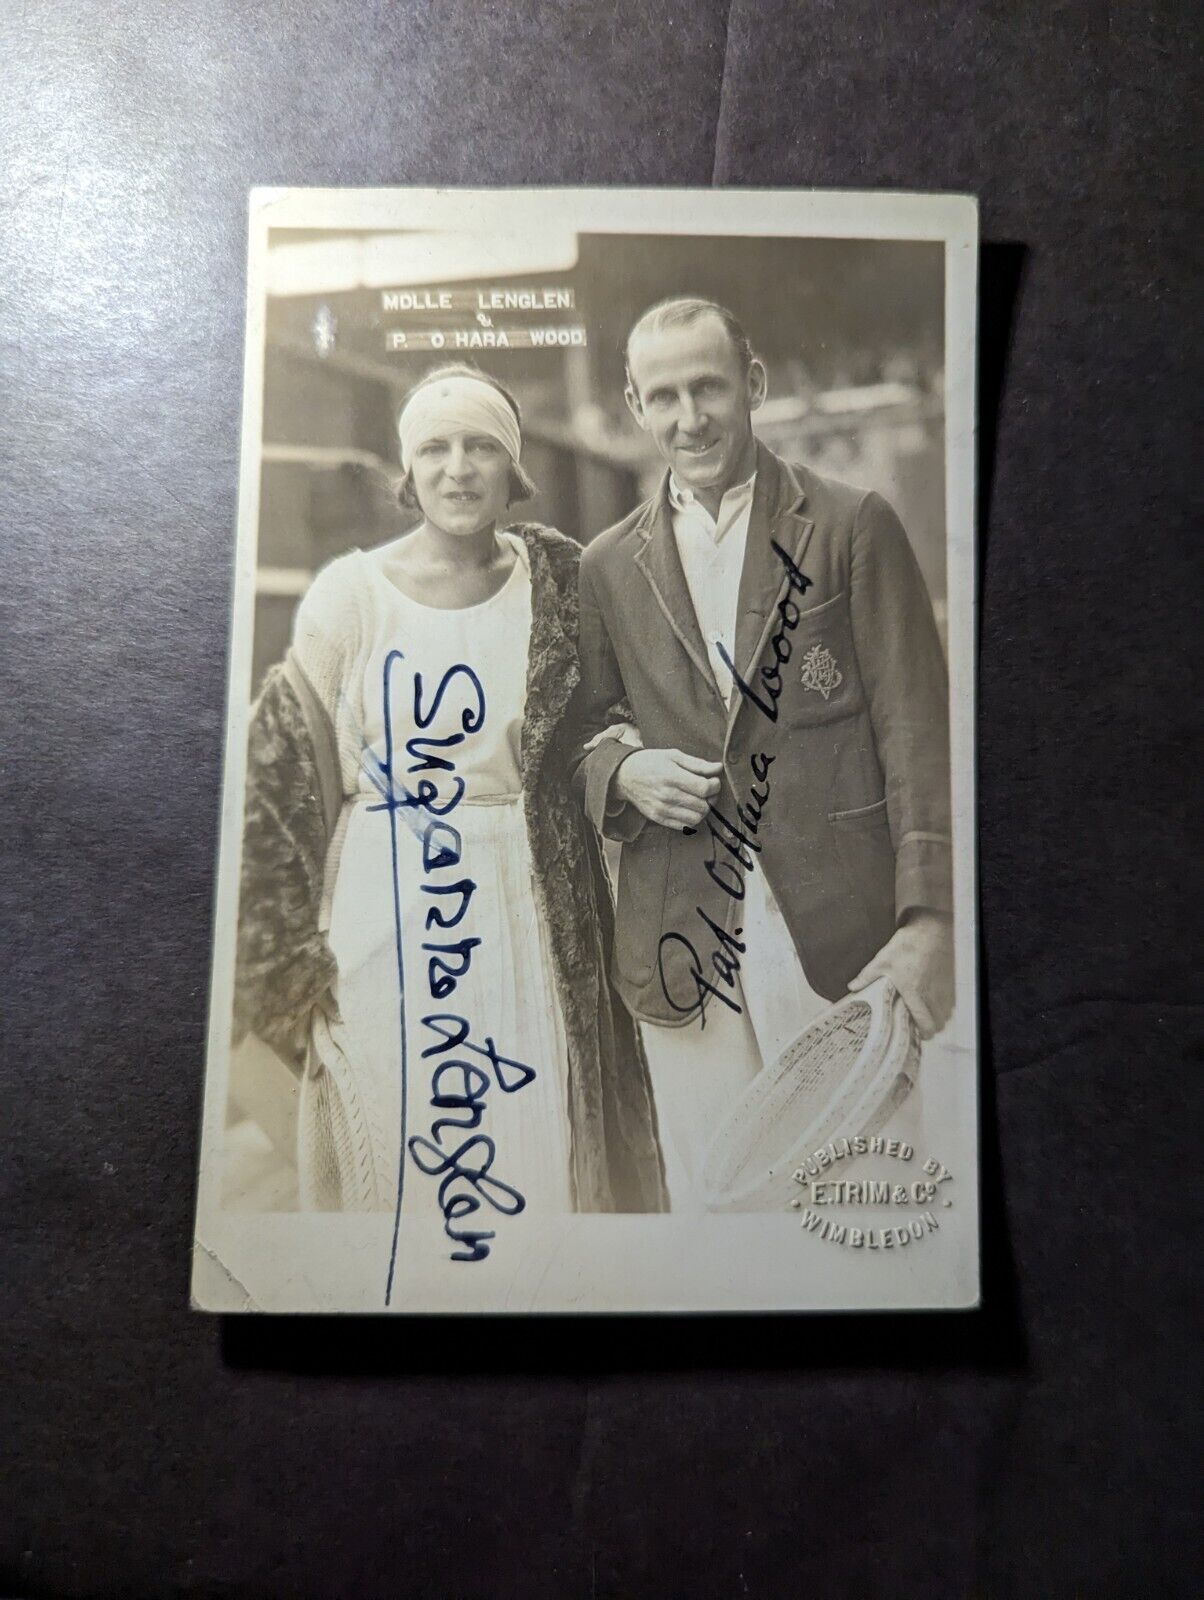 MDLLE LENGLEN
&
P. O HARA WOOD
Suzanne Lenglen
Pat. O'Hara Wood
PUBLISHED BY
E. TRIM & Co.
WIMBLEDON